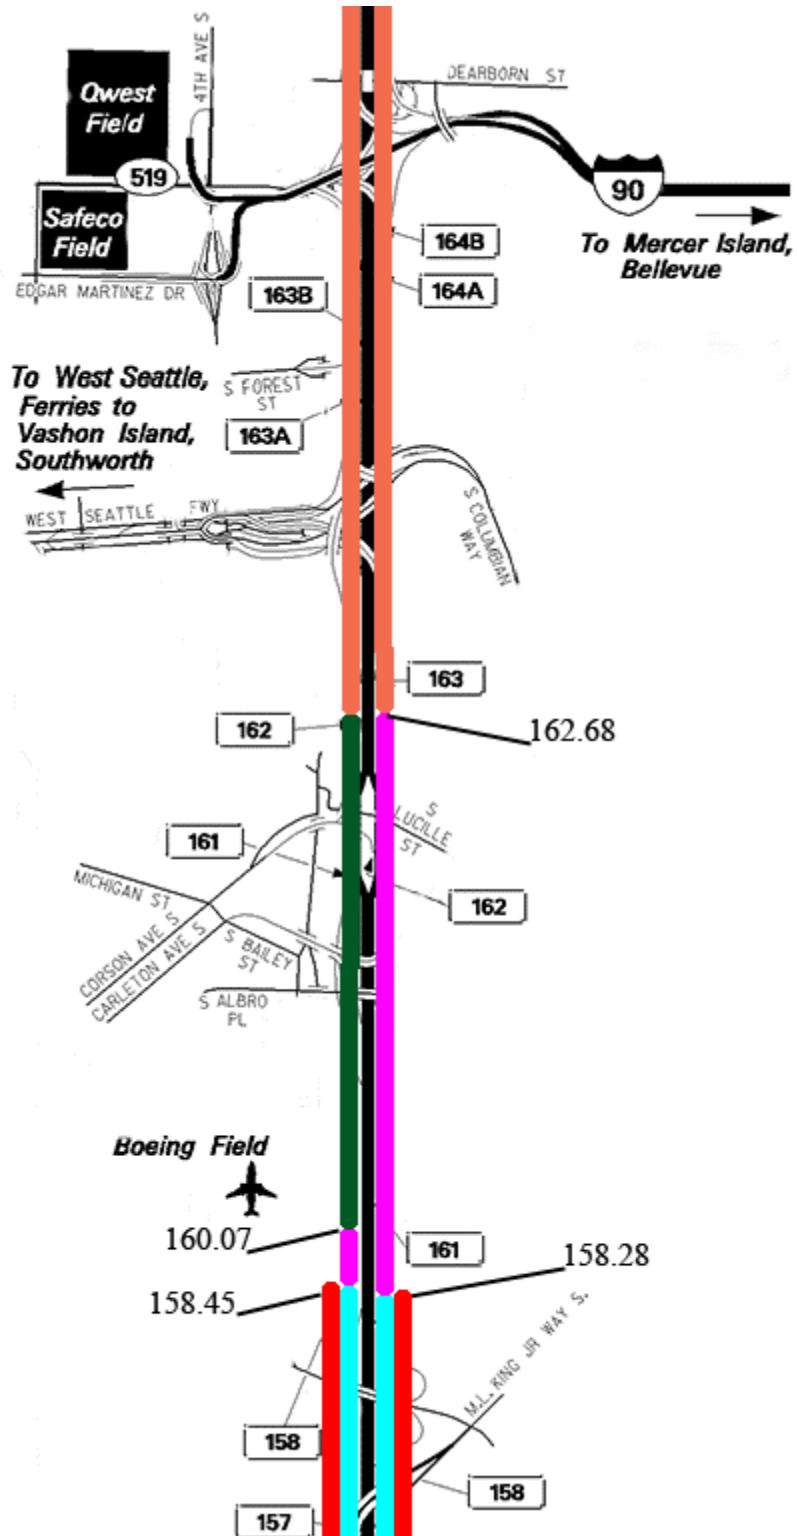 4TH AVE S
DEARBORN ST
Qwest
Field
519
90
Safeco
Field
164B
To Mercer Island,
Bellevue
EDGAR MARTINEZ DR
163B
164A
To West Seattle,
Ferries to
Vashon Island,
Southworth
S FOREST
ST
163A
WEST SEATTLE FWY
S COLUMBIAN
WAY
163
162
162.68
S
LUCILLE
ST
161
MICHIGAN ST
162
CORSON AVE S
CARLETON AVE S
S BAILEY
ST
S ALBRO
PL
Boeing Field
160.07
161
158.28
158.45
M.L. KING JR WAY S.
158
158
157